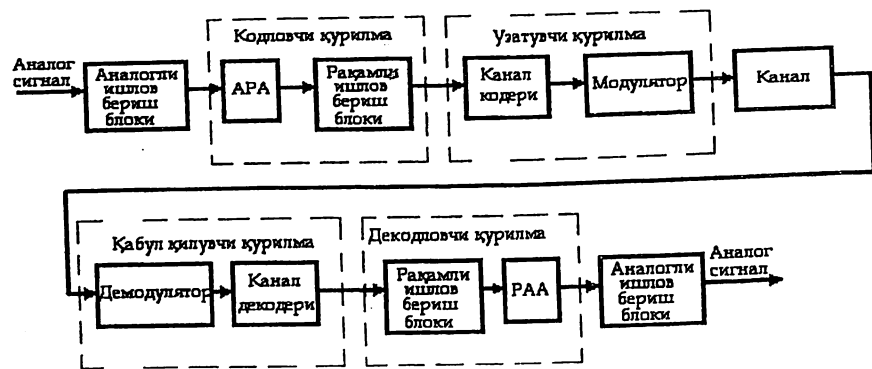 Кодловчи қурилма
Узатувчи қурилма
Аналог
сигнал
Аналогли
ишлов
бериш
блоки
АРА
Рақамли
ишлов
бериш
блоки
Канал
кодери
Модулятор
Канал
Қабул қилувчи қурилма
Декодловчи қурилма
Демодулятор
Канал
декодери
Рақамли
ишлов
бериш
блоки
РАА
Аналогли
ишлов
бериш
блоки
Аналог
сигнал